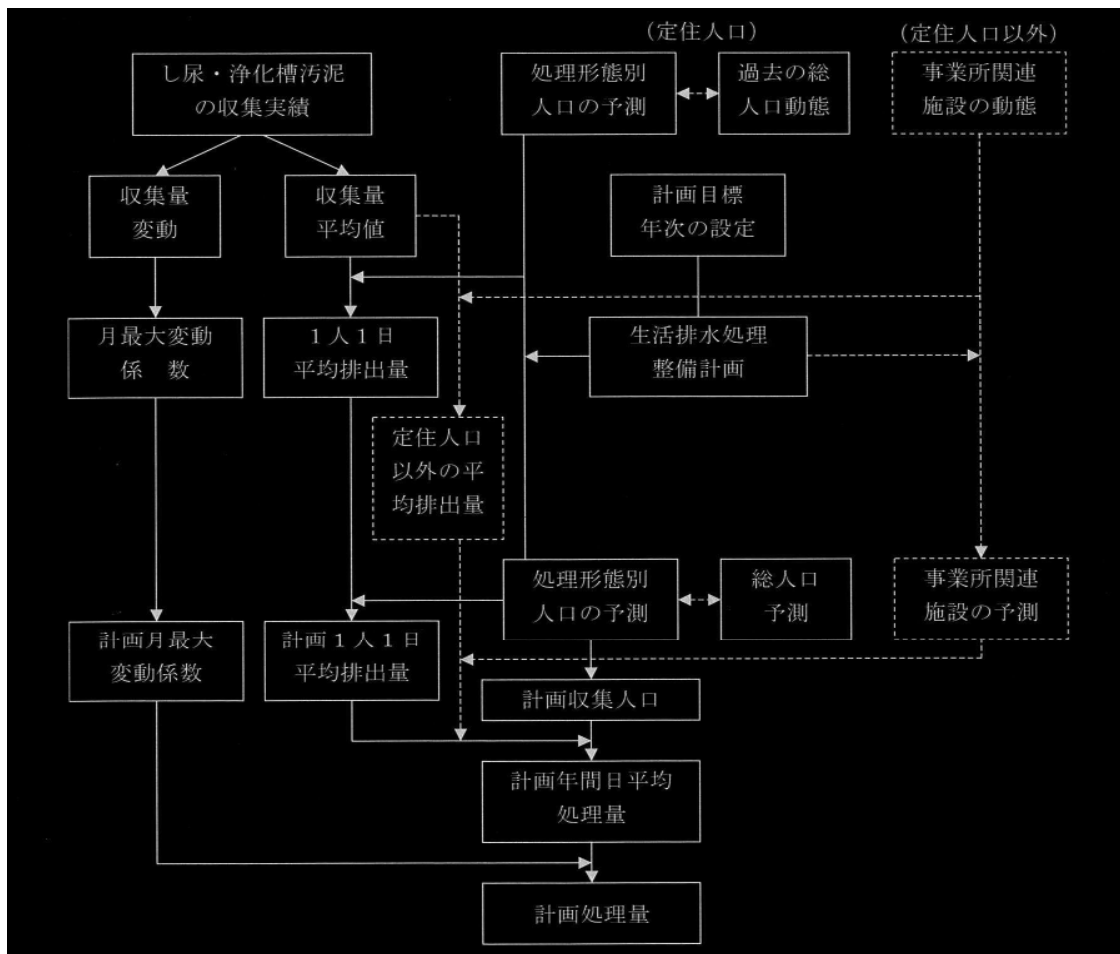 (定住人口)
(定住人口以外)
し尿・浄化槽汚泥
の収集実績
処理形態別
人口の予測
過去の総
人口動態
事業所関連
施設の動態
収集量
変動
収集量
平均値
計画目標
年次の設定
月最大変動
係 数
1人1日
平均排出量
生活排水処理
整備計画
定住人口
以外の平
均排出量
処理形態別
人口の予測
総人口
予測
事業所関連
施設の予測
計画月最大
変動係数
計画1人1日
平均排出量
計画収集人口
計画年間日平均
処理量
計画処理量